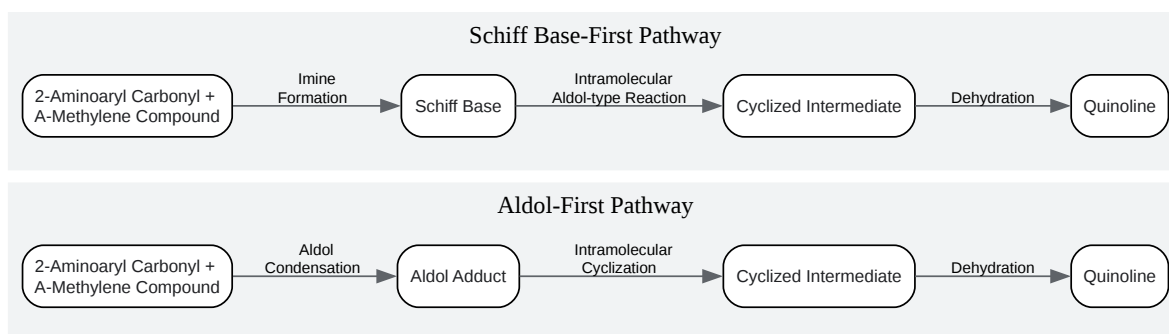 Schiff Base-First Pathway
2-Aminoaryl Carbonyl +
Α-Methylene Compound
Imine
Formation
Schiff Base
Intramolecular
Aldol-type Reaction
Cyclized Intermediate
Dehydration
Quinoline
Aldol-First Pathway
2-Aminoaryl Carbonyl +
Α-Methylene Compound
Aldol
Condensation
Aldol Adduct
Intramolecular
Cyclization
Cyclized Intermediate
Dehydration
Quinoline